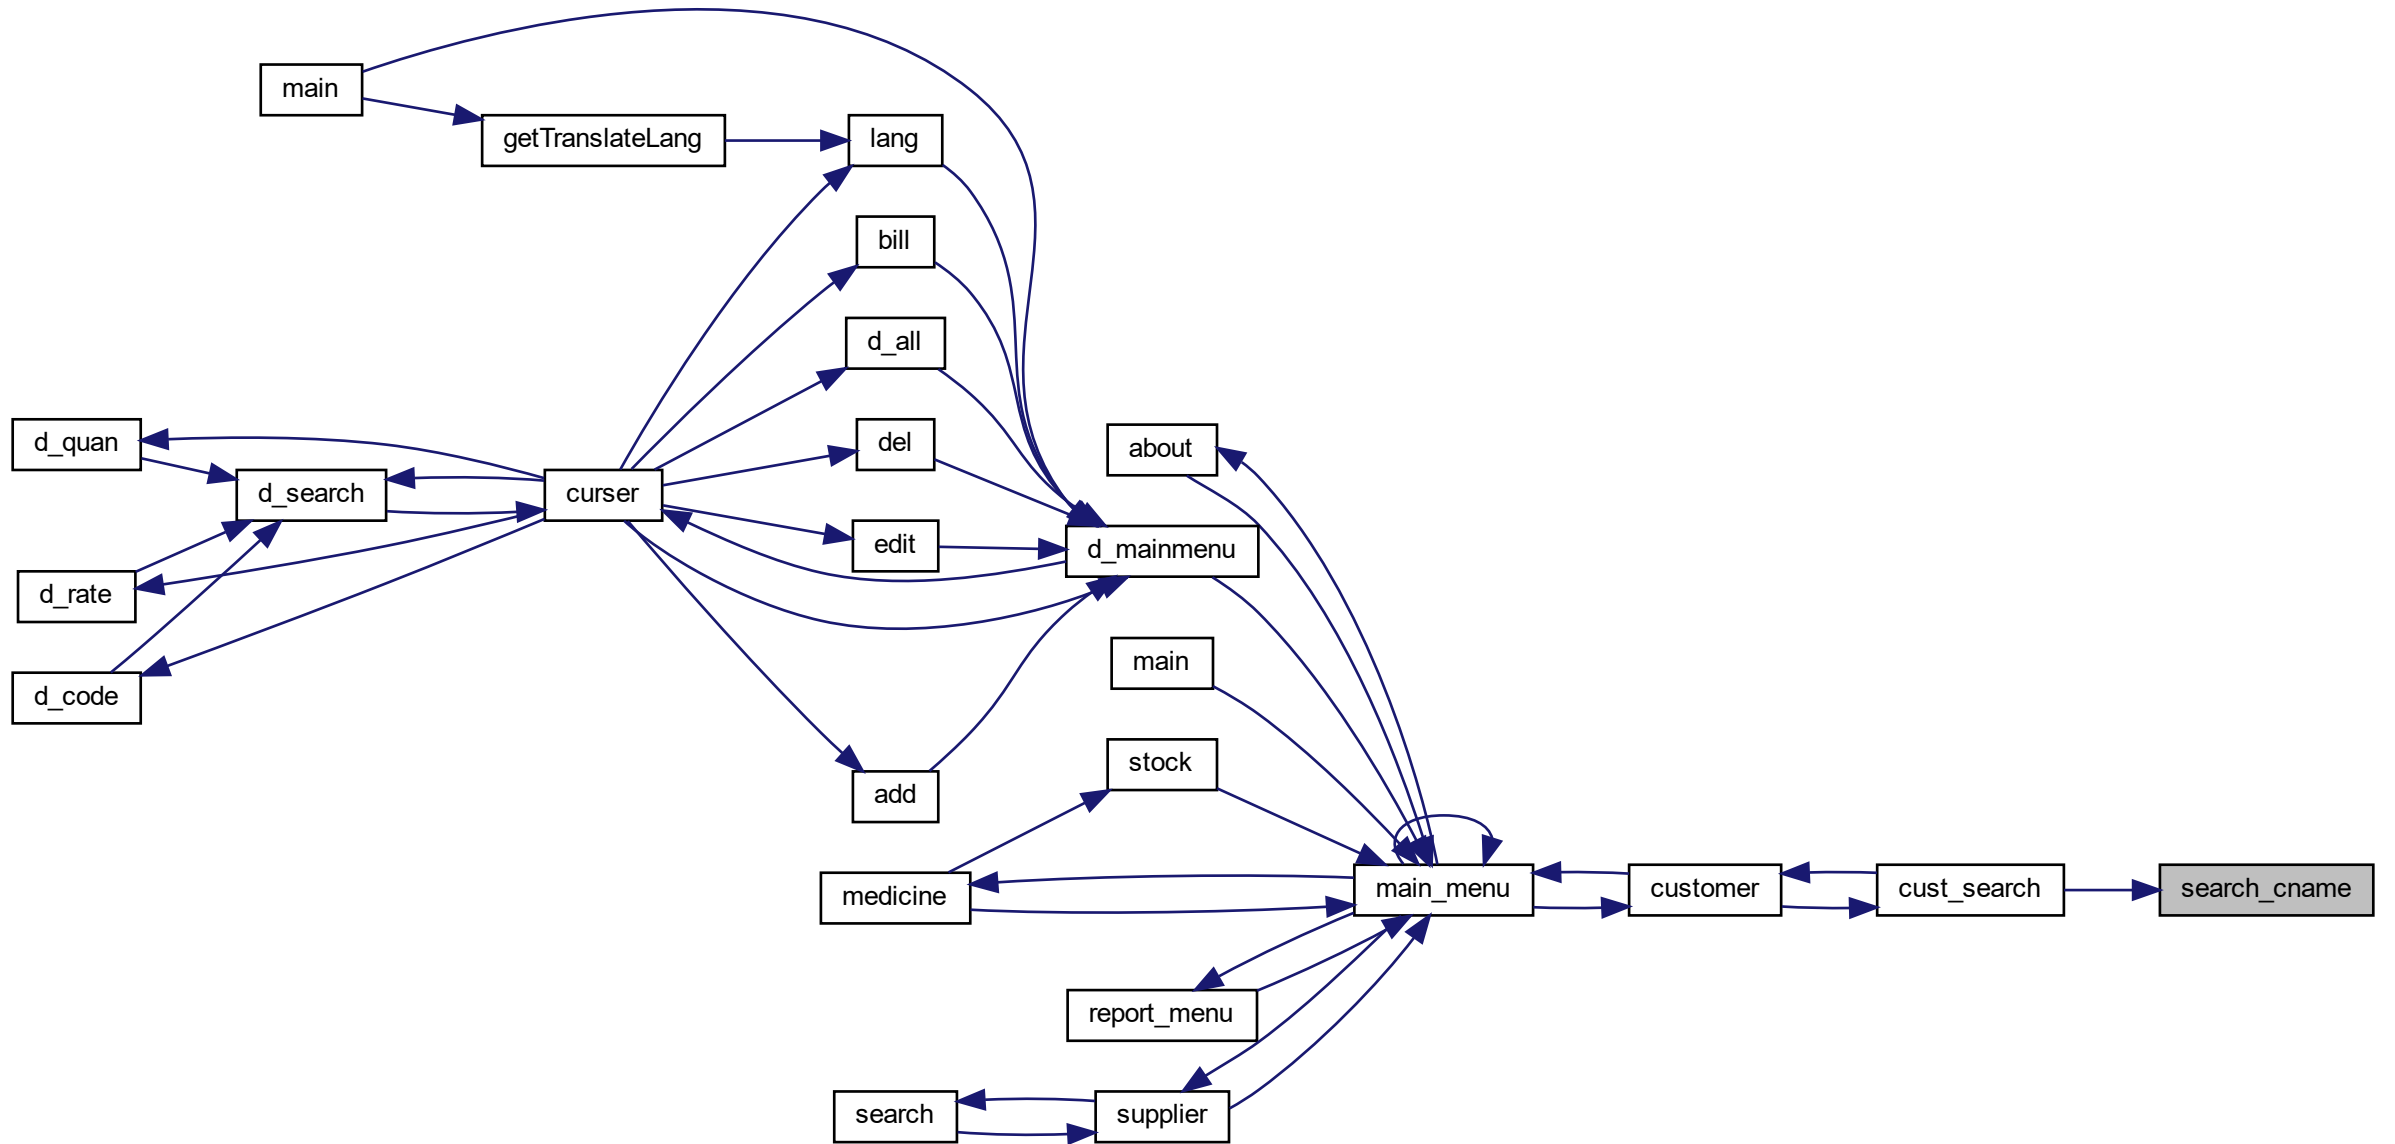 main
getTranslateLang
lang
bill
d_all
d_quan
d_search
curser
del
about
edit
d_mainmenu
d_rate
main
d_code
stock
add
medicine
main_menu
customer
cust_search
search_cname
report_menu
search
supplier